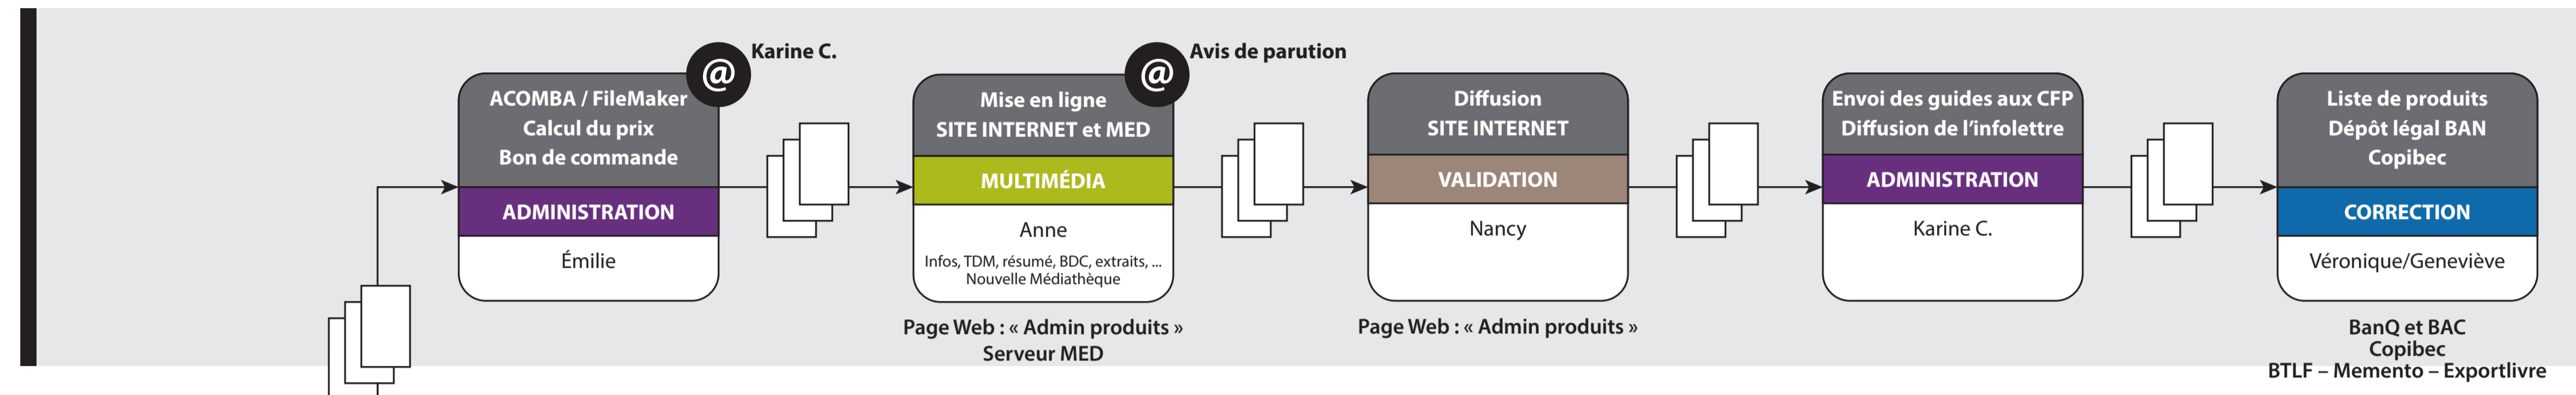 @ Karine C.
ACOMBA / FileMaker
Calcul du prix
Bon de commande
ADMINISTRATION
Émilie
@ Avis de parution
Mise en ligne
SITE INTERNET et MED
MULTIMÉDIA
Anne
Infos, TDM, résumé, BDC, extraits, ...
Nouvelle Médiathèque
Page Web : « Admin produits »
Serveur MED
Diffusion
SITE INTERNET
VALIDATION
Nancy
Page Web : « Admin produits »
Envoi des guides aux CFP
Diffusion de l’infolettre
ADMINISTRATION
Karine C.
Liste de produits
Dépôt légal BAN
Copibec
CORRECTION
Véronique/Geneviève
BanQ et BAC
Copibec
BTLF – Memento – Exportlivre